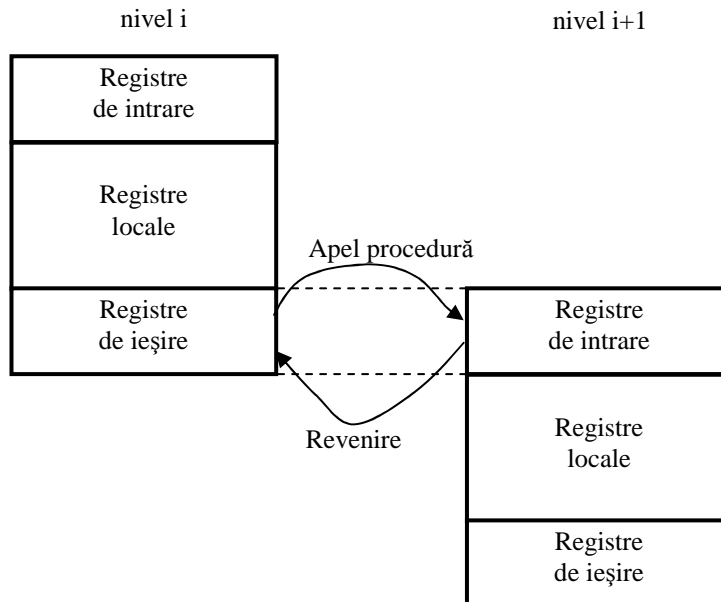 nivel i
nivel i+1
Registre
de intrare
Registre
locale
Apel procedură
Registre
de ieşire
Registre
de intrare
Revenire
Registre
locale
Registre
de ieşire